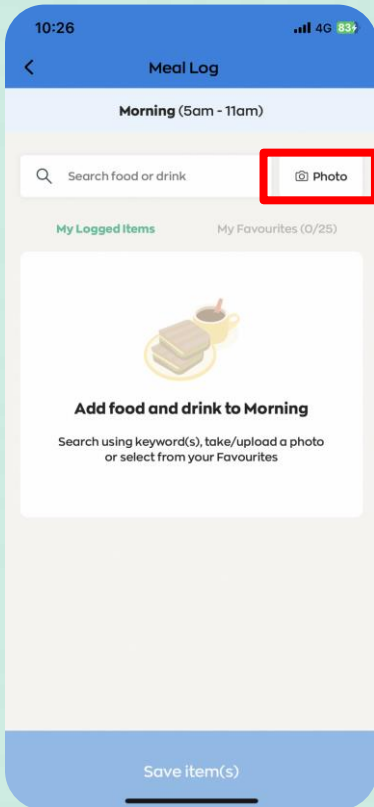 10:26 4G 83
Meal Log
Morning (5am - 11am)
Search food or drink Photo
My Logged Items My Favourites (0/25)
Add food and drink to Morning
Search using keyword(s), take/upload a photo
or select from your Favourites
Save item(s)